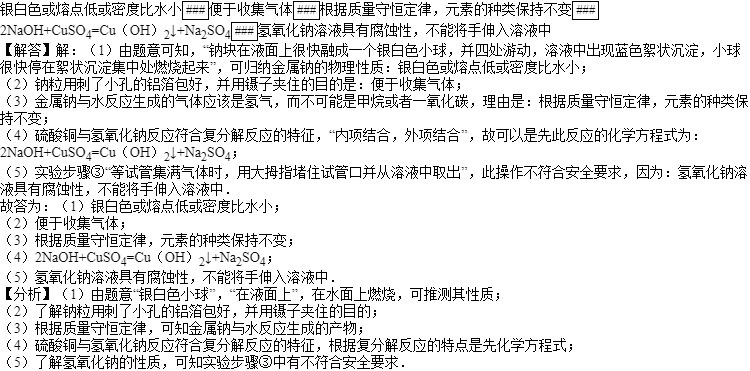 银白色或熔点低或密度比水小 ### 便于收集气体 ### 根据质量守恒定律，元素的种类保持不变 ###
2NaOH+CuSO4=Cu（OH）2↓+Na2SO4 ### 氢氧化钠溶液具有腐蚀性，不能将手伸入溶液中
【解答】解：（1）由题意可知，“钠块在液面上很快融成一个银白色小球，并四处游动，溶液中出现蓝色絮状沉淀，小球
很快停在絮状沉淀集中处燃烧起来”，可归纳金属钠的物理性质：银白色或熔点低或密度比水小；
（2）钠粒用刺了小孔的铝箔包好，并用镊子夹住的目的是：便于收集气体；
（3）金属钠与水反应生成的气体应该是氢气，而不可能是甲烷或者一氧化碳，理由是：根据质量守恒定律，元素的种类保
持不变；
（4）硫酸铜与氢氧化钠反应符合复分解反应的特征，“内项结合，外项结合”，故可以是先此反应的化学方程式为：
2NaOH+CuSO4=Cu（OH）2↓+Na2SO4；
（5）实验步骤③“等试管集满气体时，用大拇指堵住试管口并从溶液中取出”，此操作不符合安全要求，因为：氢氧化钠溶
液具有腐蚀性，不能将手伸入溶液中．
故答为：（1）银白色或熔点低或密度比水小；
（2）便于收集气体；
（3）根据质量守恒定律，元素的种类保持不变；
（4）2NaOH+CuSO4=Cu（OH）2↓+Na2SO4；
（5）氢氧化钠溶液具有腐蚀性，不能将手伸入溶液中．
【分析】（1）由题意“银白色小球”，“在液面上”，在水面上燃烧，可推测其性质；
（2）了解钠粒用刺了小孔的铝箔包好，并用镊子夹住的目的；
（3）根据质量守恒定律，可知金属钠与水反应生成的产物；
（4）硫酸铜与氢氧化钠反应符合复分解反应的特征，根据复分解反应的特点是先化学方程式；
（5）了解氢氧化钠的性质，可知实验步骤③中有不符合安全要求．